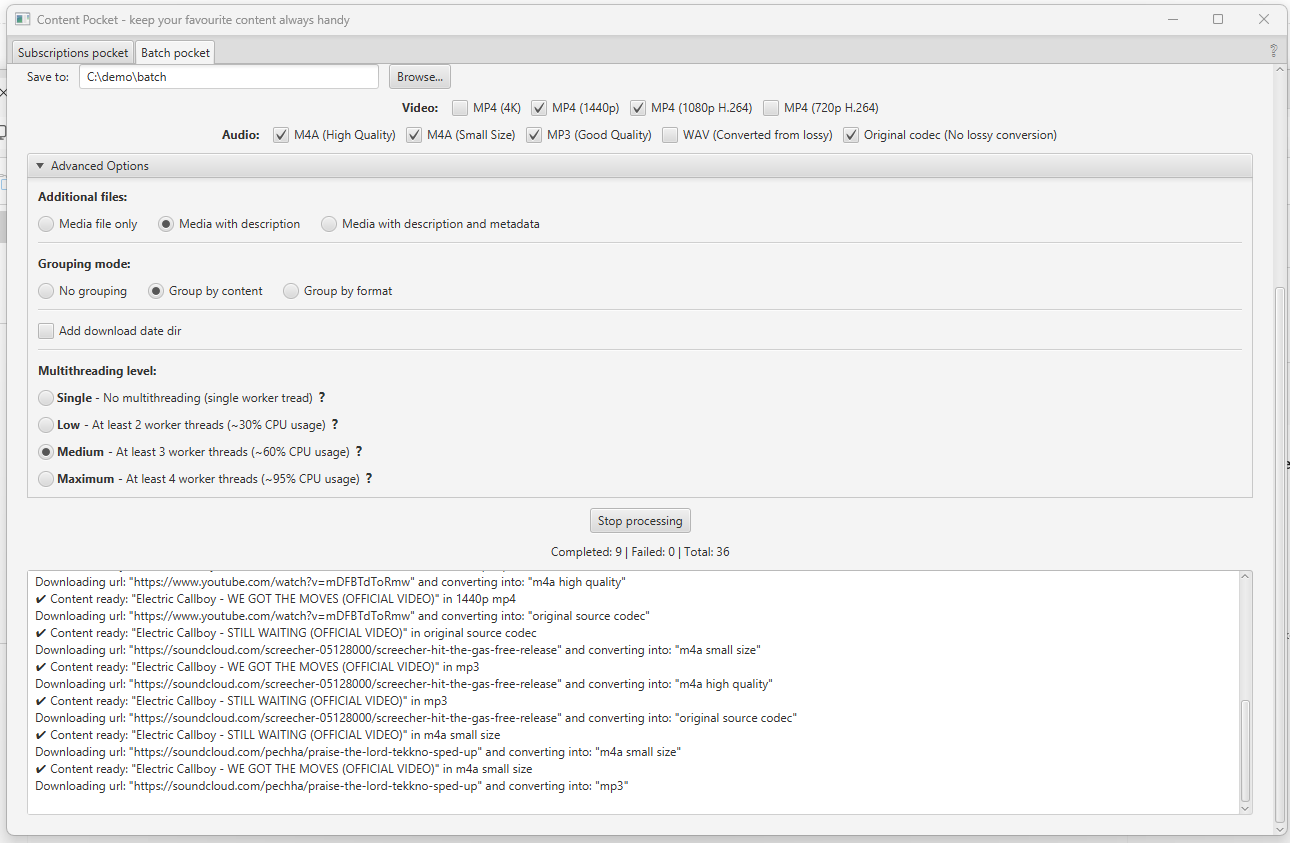 Content Pocket - keep your favourite content always handy
Subscriptions pocket Batch pocket ?
Save to: C:\demo\batch Browse...
Video: MP4 (4K) MP4 (1440p) MP4 (1080p H.264) MP4 (720p H.264)
Audio: M4A (High Quality) M4A (Small Size) MP3 (Good Quality) WAV (Converted from lossy) Original codec (No lossy conversion)
Advanced Options
Additional files:
Media file only Media with description Media with description and metadata
Grouping mode:
No grouping Group by content Group by format
Add download date dir
Multithreading level:
Single - No multithreading (single worker tread) ?
Low - At least 2 worker threads (~30% CPU usage) ?
Medium - At least 3 worker threads (~60% CPU usage) ?
Maximum - At least 4 worker threads (~95% CPU usage) ?
Stop processing
Completed: 9 | Failed: 0 | Total: 36
Downloading url: "https://www.youtube.com/watch?v=mDFBTdToRmw" and converting into: "m4a high quality"
✔ Content ready: "Electric Callboy - WE GOT THE MOVES (OFFICIAL VIDEO)" in 1440p mp4
Downloading url: "https://www.youtube.com/watch?v=mDFBTdToRmw" and converting into: "original source codec"
✔ Content ready: "Electric Callboy - STILL WAITING (OFFICIAL VIDEO)" in original source codec
Downloading url: "https://soundcloud.com/screecher-05128000/screecher-hit-the-gas-free-release" and converting into: "m4a small size"
✔ Content ready: "Electric Callboy - WE GOT THE MOVES (OFFICIAL VIDEO)" in mp3
Downloading url: "https://soundcloud.com/screecher-05128000/screecher-hit-the-gas-free-release" and converting into: "m4a high quality"
✔ Content ready: "Electric Callboy - STILL WAITING (OFFICIAL VIDEO)" in mp3
Downloading url: "https://soundcloud.com/screecher-05128000/screecher-hit-the-gas-free-release" and converting into: "original source codec"
✔ Content ready: "Electric Callboy - STILL WAITING (OFFICIAL VIDEO)" in m4a small size
Downloading url: "https://soundcloud.com/pechha/praise-the-lord-tekkno-sped-up" and converting into: "m4a small size"
✔ Content ready: "Electric Callboy - WE GOT THE MOVES (OFFICIAL VIDEO)" in m4a small size
Downloading url: "https://soundcloud.com/pechha/praise-the-lord-tekkno-sped-up" and converting into: "mp3"